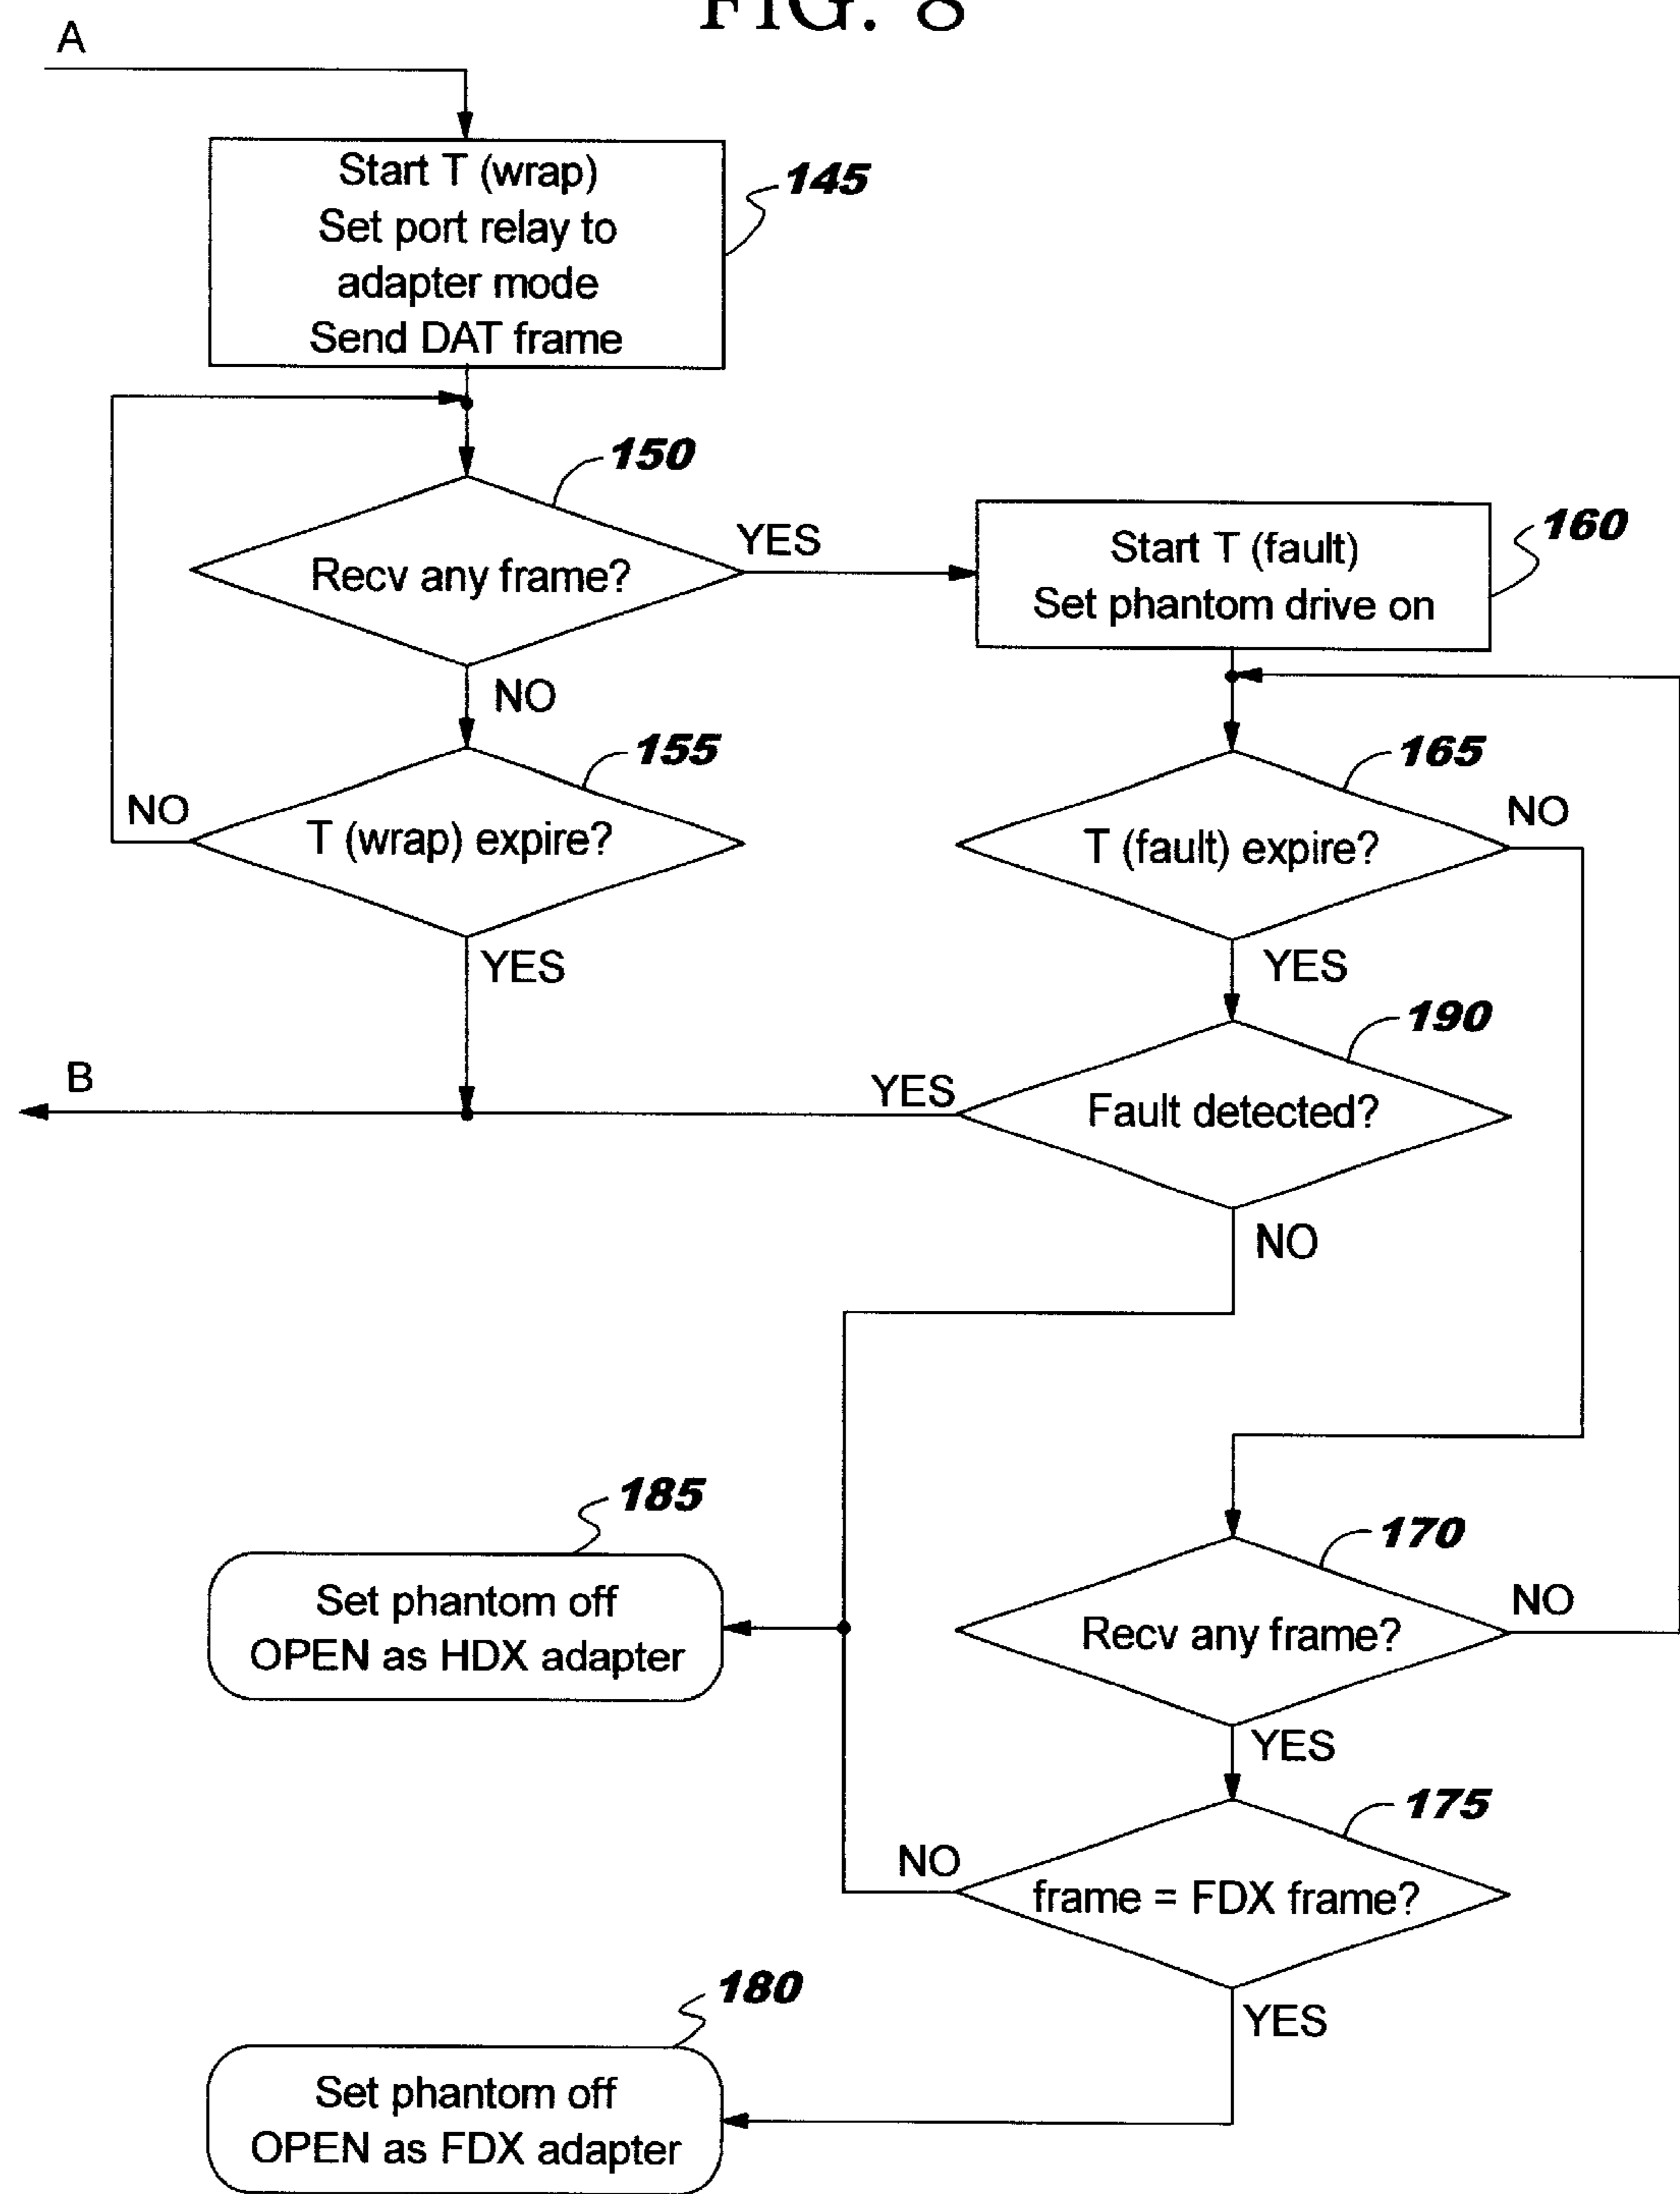 FIG. 8
A
Start T (wrap)
Set port relay to
adapter mode
Send DAT frame
145
150
Recv any frame?
YES
NO
Start T (fault)
Set phantom drive on
160
155
T (wrap) expire?
NO
YES
165
T (fault) expire?
NO
YES
190
Fault detected?
YES
NO
B
185
Set phantom off
OPEN as HDX adapter
170
Recv any frame?
NO
YES
175
frame = FDX frame?
NO
YES
180
Set phantom off
OPEN as FDX adapter